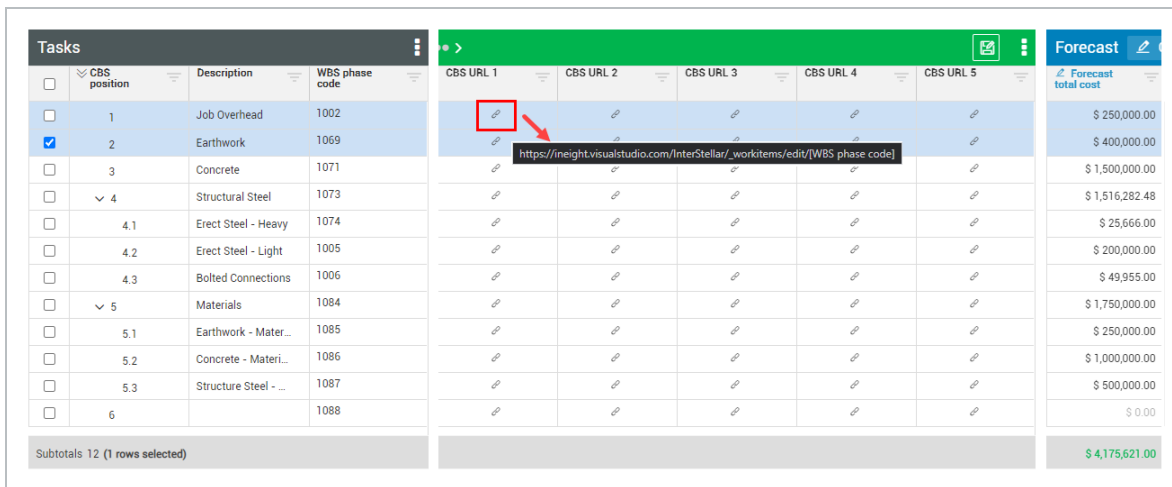 Tasks
Forecast
CBS position
Description
WBS phase code
CBS URL 1
CBS URL 2
CBS URL 3
CBS URL 4
CBS URL 5
Forecast total cost
1 Job Overhead 1002 $ 250,000.00
2 Earthwork 1069 $ 400,000.00
https://ineight.visualstudio.com/InterStellar/_workitems/edit/[WBS phase code]
3 Concrete 1071 $ 1,500,000.00
4 Structural Steel 1073 $ 1,516,282.48
4.1 Erect Steel - Heavy 1074 $ 25,666.00
4.2 Erect Steel - Light 1005 $ 200,000.00
4.3 Bolted Connections 1006 $ 49,955.00
5 Materials 1084 $ 1,750,000.00
5.1 Earthwork - Mater... 1085 $ 250,000.00
5.2 Concrete - Materi... 1086 $ 1,000,000.00
5.3 Structure Steel - ... 1087 $ 500,000.00
6 1088 $ 0.00
Subtotals 12 (1 rows selected) $ 4,175,621.00